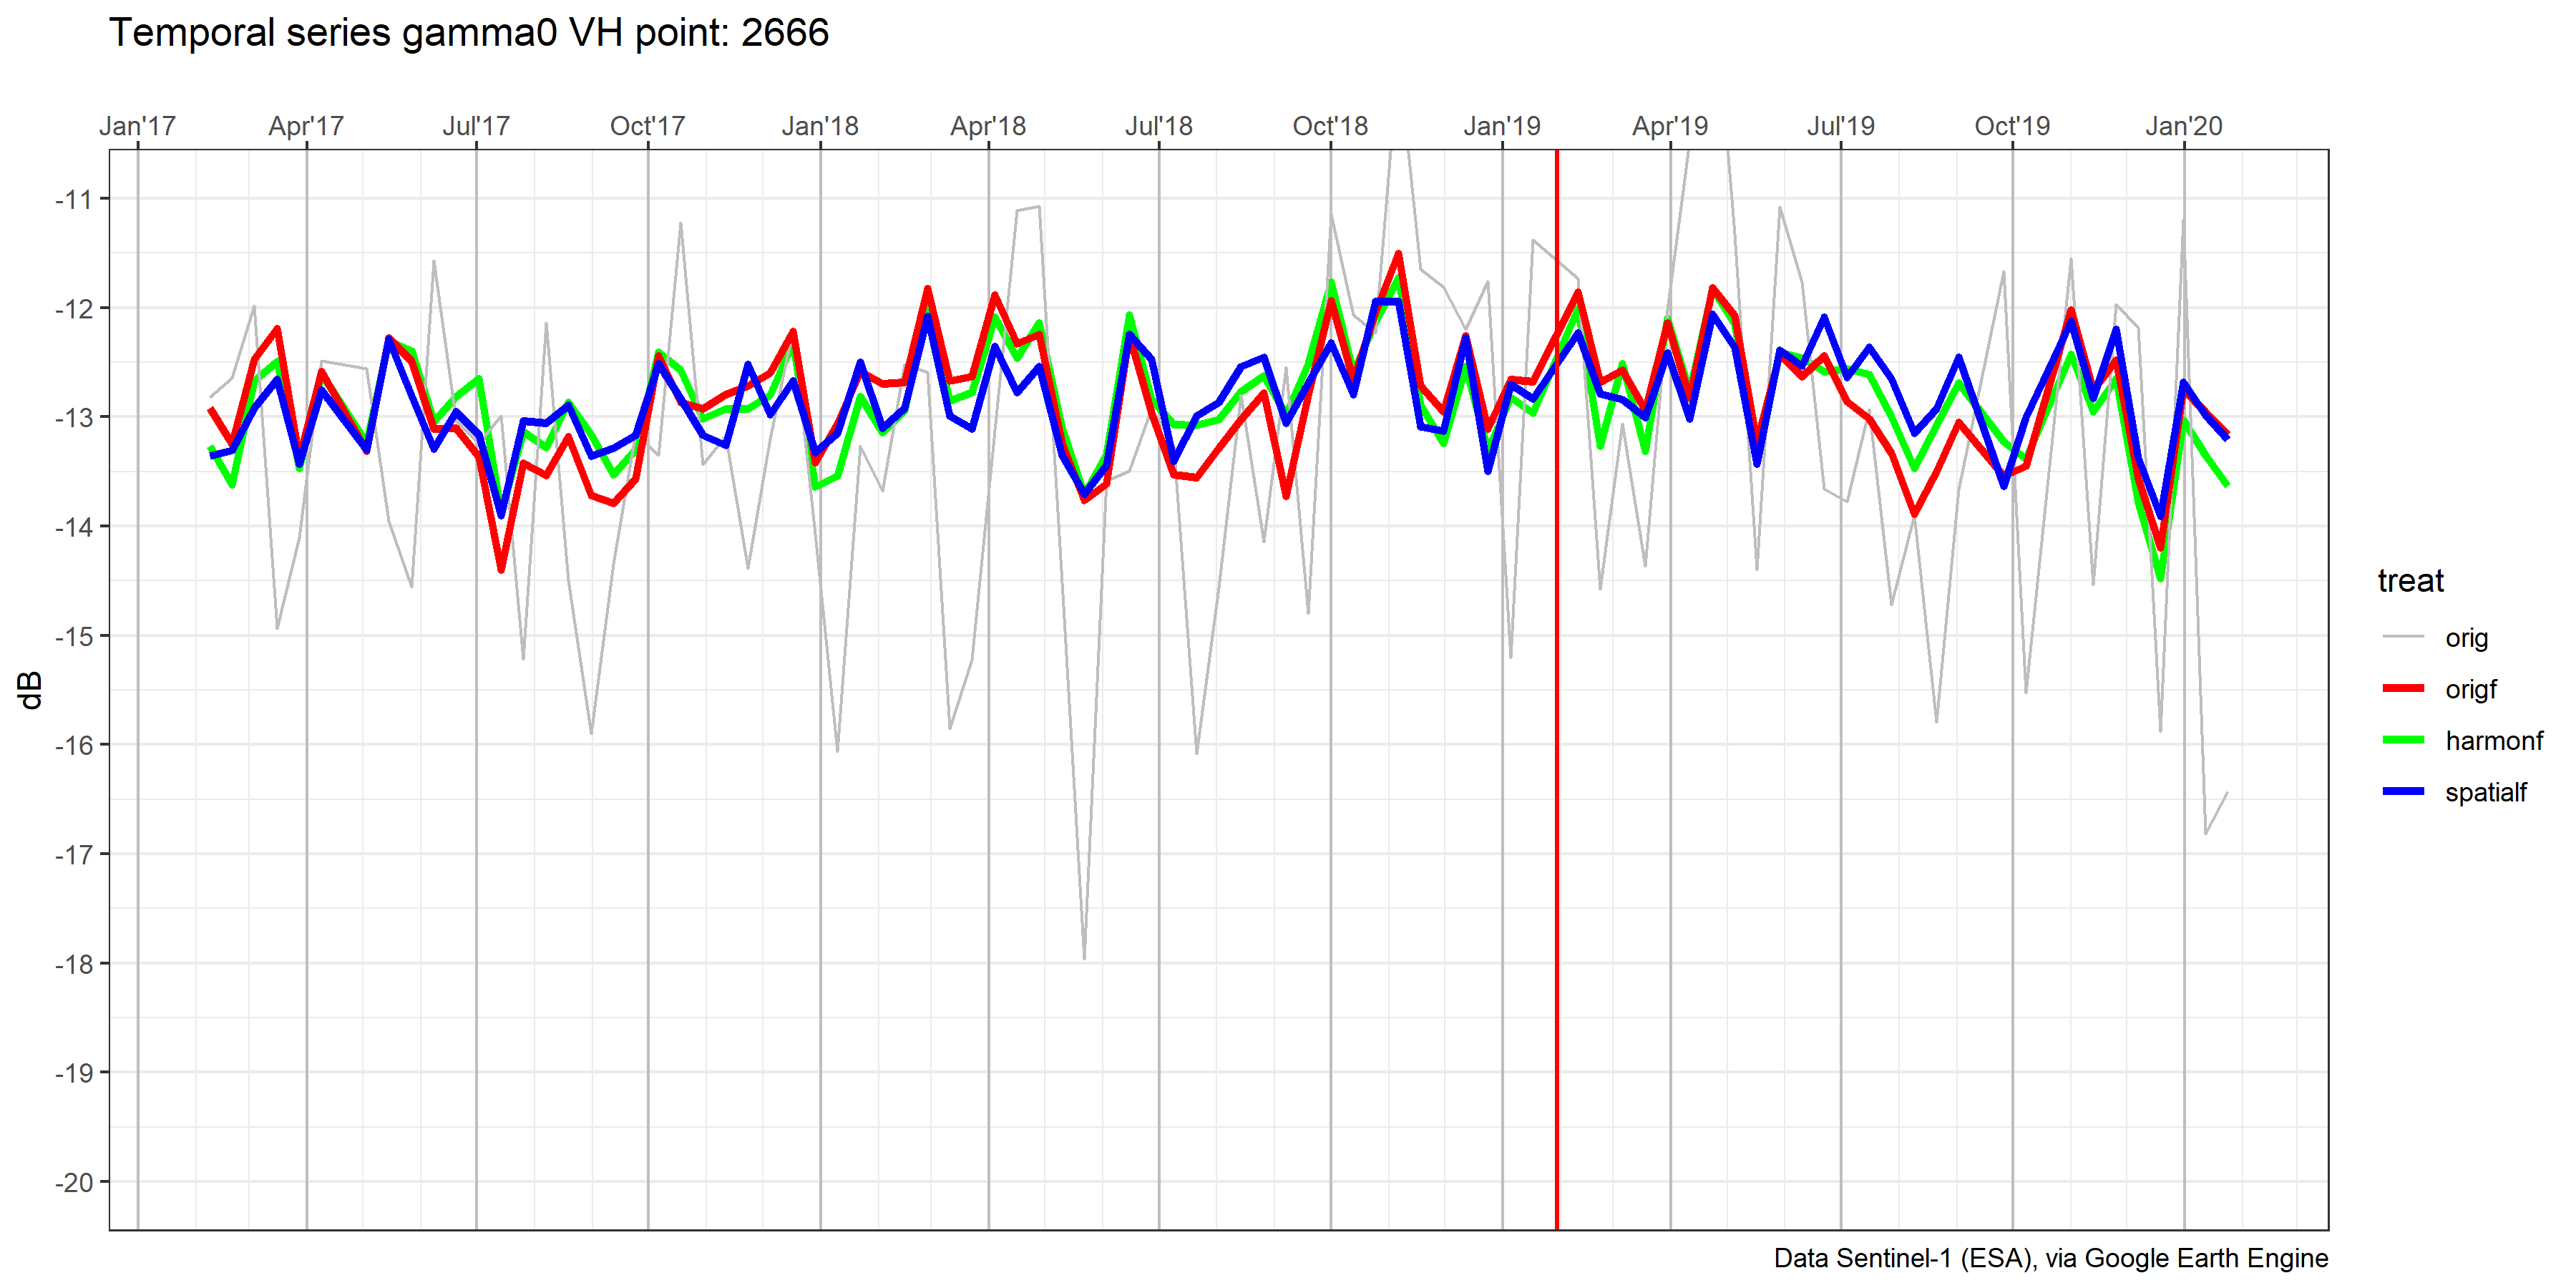 Temporal series gamma0 VH point: 2666
Jan'17 Apr'17 Jul'17 Oct'17 Jan'18 Apr'18 Jul'18 Oct'18 Jan'19 Apr'19 Jul'19 Oct'19 Jan'20
-11
-12
-13
-14
-15
-16
-17
-18
-19
-20
dB
treat
orig
origf
harmonf
spatialf
Data Sentinel-1 (ESA), via Google Earth Engine